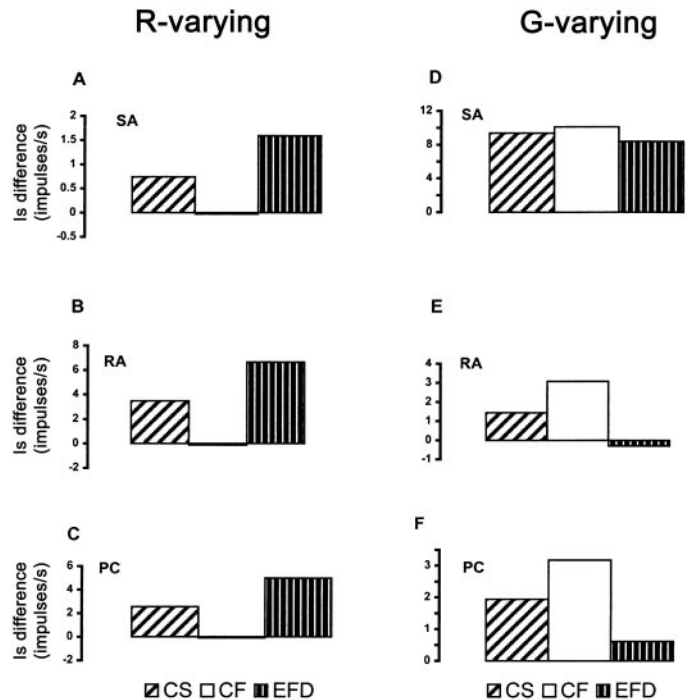 R-varying
G-varying
A
SA
Is difference
(impulses/s)
2
1.5
1
0.5
0
-0.5
D
SA
12
8
4
0
B
RA
Is difference
(impulses/s)
8
6
4
2
0
-2
E
RA
4
3
2
1
0
-1
C
PC
Is difference
(impulses/s)
6
4
2
0
-2
F
PC
3
2
1
0
CS CF EFD
CS CF EFD